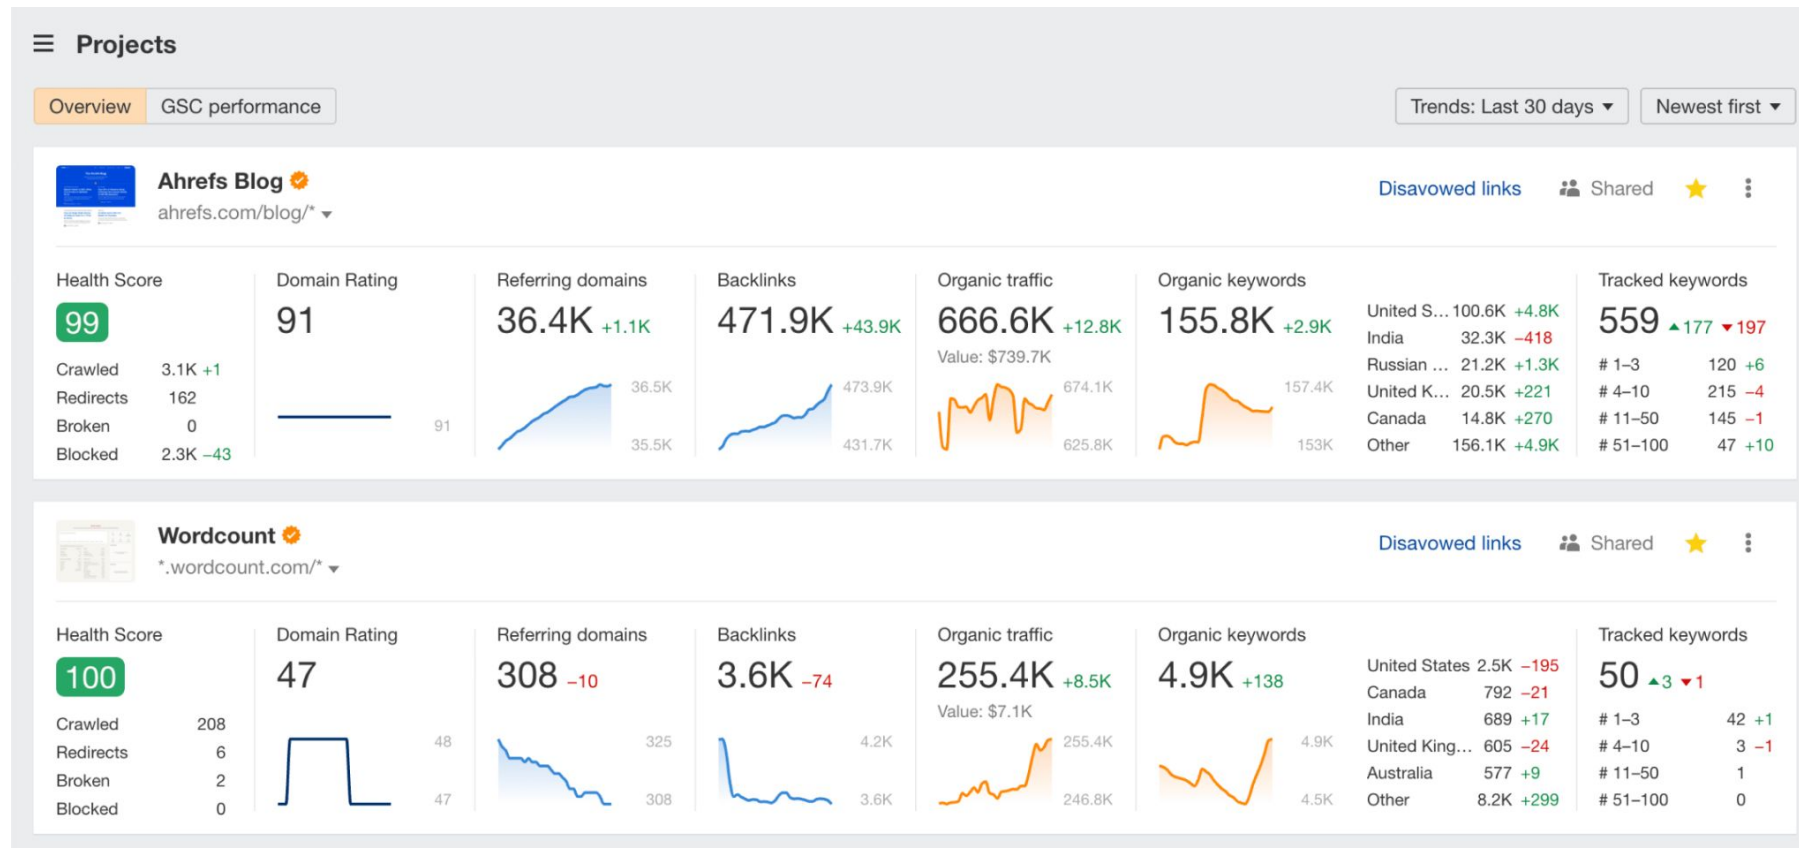 Projects
Overview GSC performance Trends: Last 30 days Newest first
Ahrefs Blog
ahrefs.com/blog/*
Disavowed links Shared
Health Score
99
Crawled 3.1K +1
Redirects 162
Broken 0
Blocked 2.3K –43
Domain Rating
91
91
Referring domains
36.4K +1.1K
36.5K
35.5K
Backlinks
471.9K +43.9K
473.9K
431.7K
Organic traffic
666.6K +12.8K
Value: $739.7K
674.1K
625.8K
Organic keywords
155.8K +2.9K
157.4K
153K
United S... 100.6K +4.8K
India 32.3K –418
Russian ... 21.2K +1.3K
United K... 20.5K +221
Canada 14.8K +270
Other 156.1K +4.9K
Tracked keywords
559 ▲177 ▼197
# 1–3 120 +6
# 4–10 215 –4
# 11–50 145 –1
# 51–100 47 +10
Wordcount
*.wordcount.com/*
Disavowed links Shared
Health Score
100
Crawled 208
Redirects 6
Broken 2
Blocked 0
Domain Rating
47
48
47
Referring domains
308 –10
325
308
Backlinks
3.6K –74
4.2K
3.6K
Organic traffic
255.4K +8.5K
Value: $7.1K
255.4K
246.8K
Organic keywords
4.9K +138
4.9K
4.5K
United States 2.5K –195
Canada 792 –21
India 689 +17
United King... 605 –24
Australia 577 +9
Other 8.2K +299
Tracked keywords
50 ▲3 ▼1
# 1–3 42 +1
# 4–10 3 –1
# 11–50 1
# 51–100 0